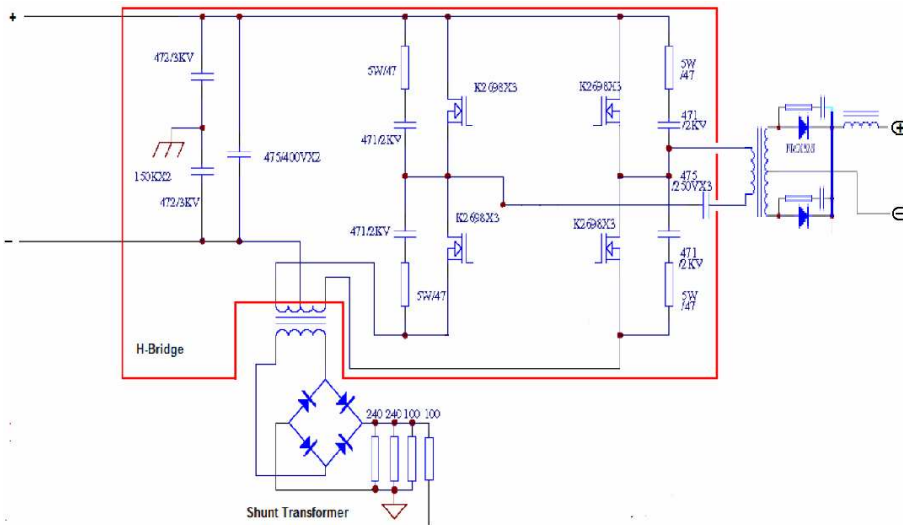 +
472/3KV
5W/47
K2698X3
K2698X3
5W
/47
471/2KV
471
/2KV
475/400VX2
150KX2
472/3KV
475
/250VX3
471/2KV
K2698X3
K2698X3
471
/2KV
5W/47
5W
/47
−
+
−
H-Bridge
240 240 100 100
Shunt Transformer